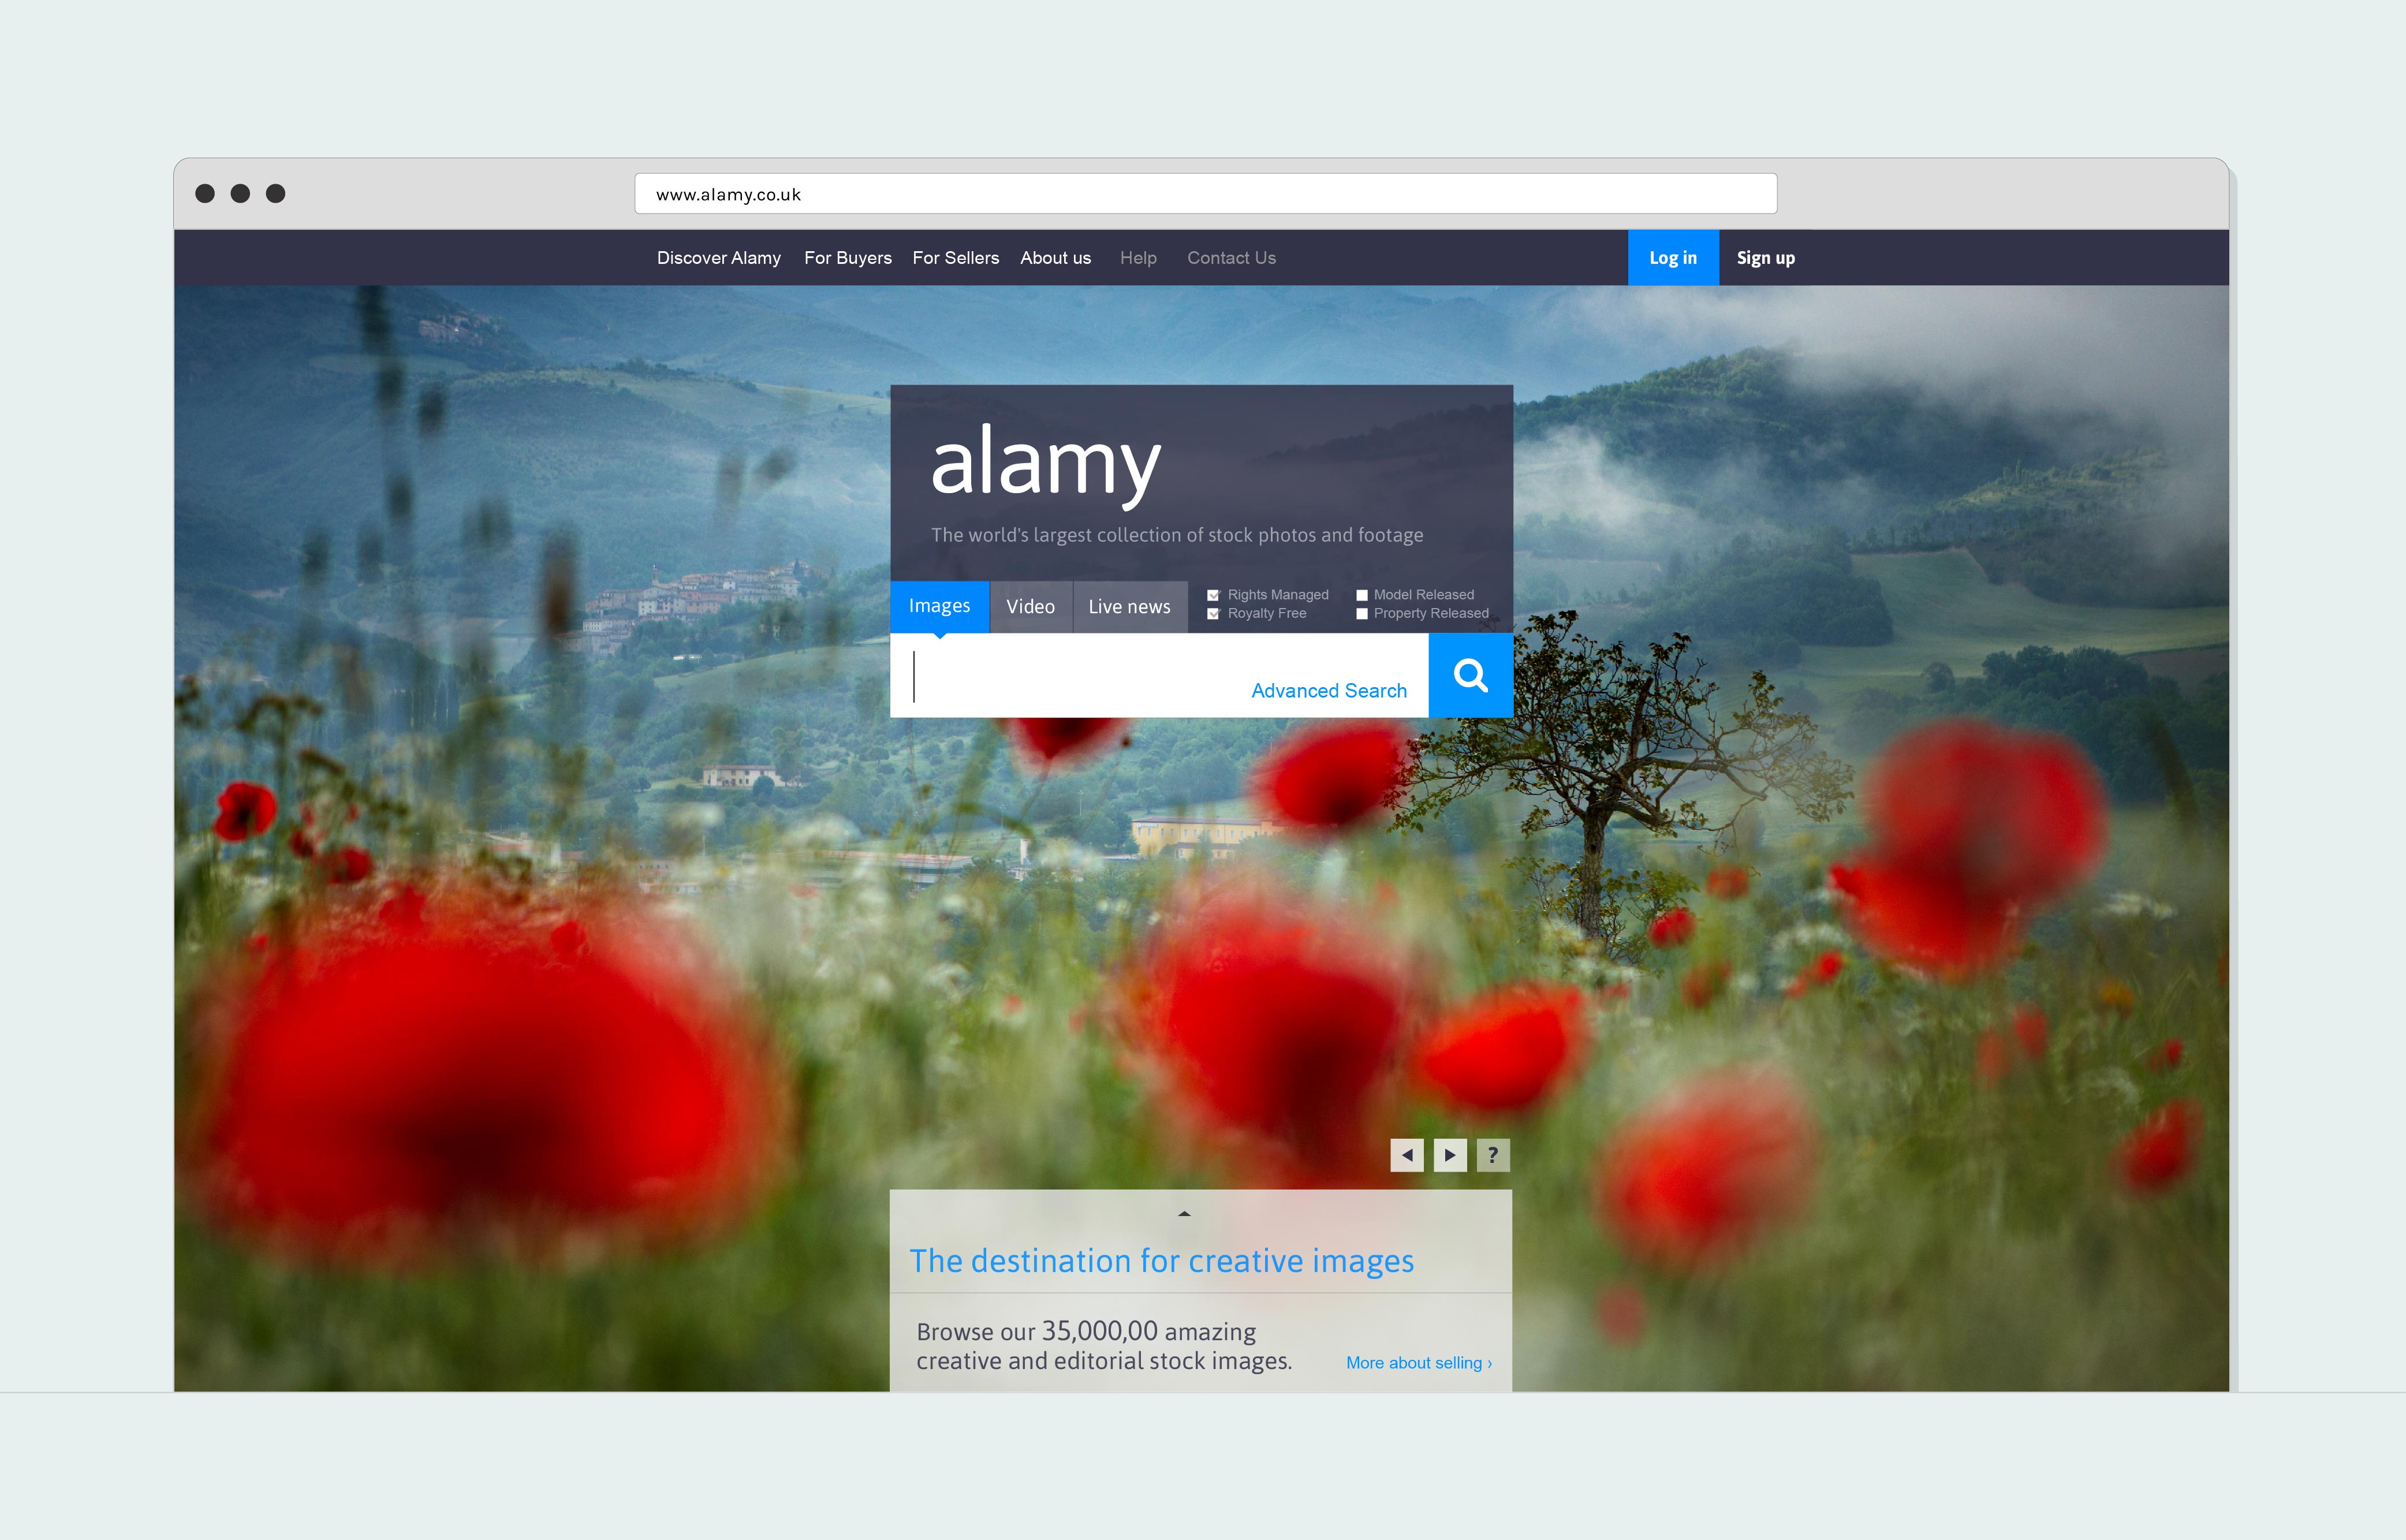 www.alamy.co.uk
Discover Alamy For Buyers For Sellers About us Help Contact Us Log in Sign up
alamy
The world's largest collection of stock photos and footage
Images Video Live news
Rights Managed Model Released
Royalty Free Property Released
Advanced Search
?
The destination for creative images
Browse our 35,000,00 amazing
creative and editorial stock images.
More about selling ›